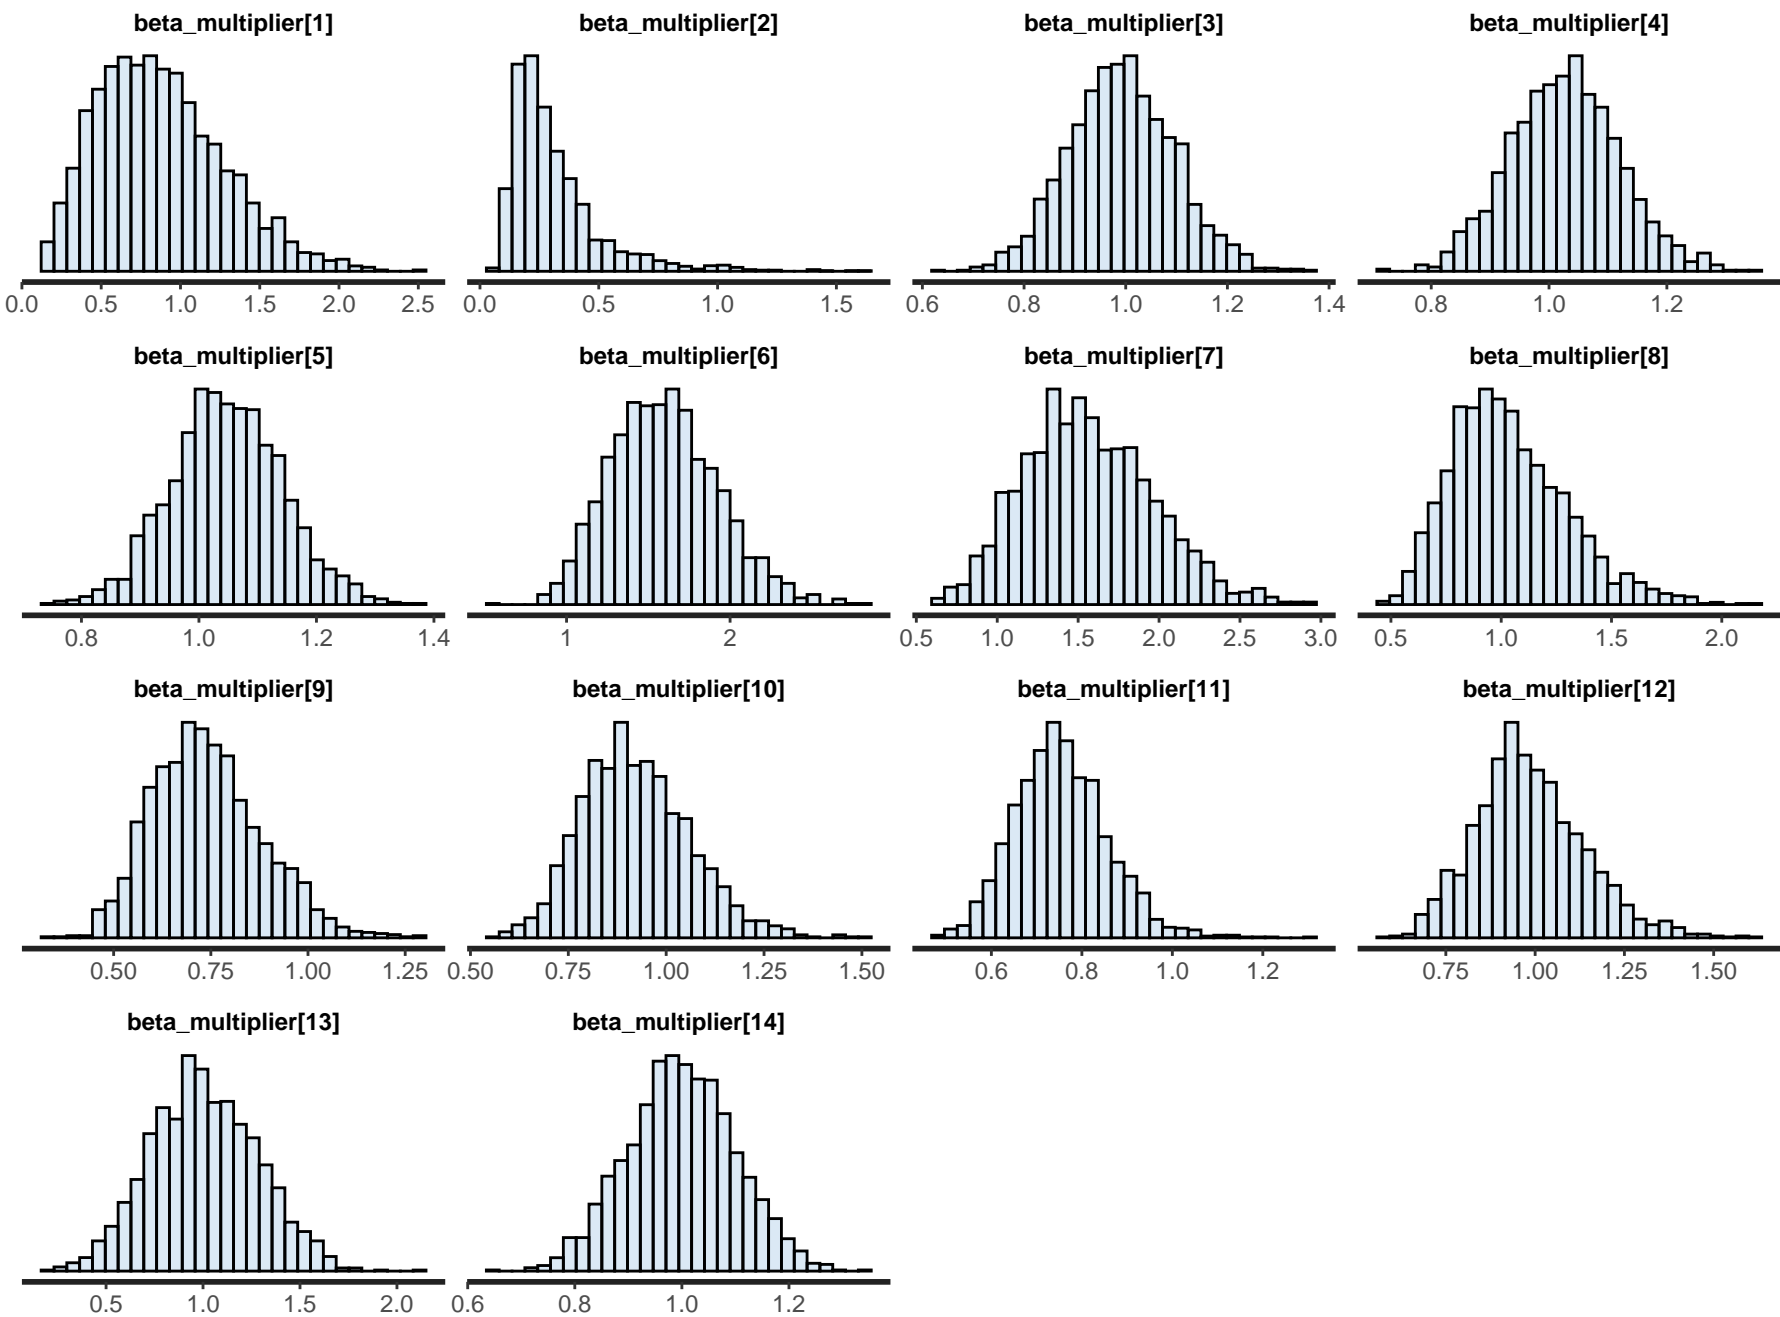 beta_multiplier[1] beta_multiplier[2] beta_multiplier[3] beta_multiplier[4]
0.0 0.5 1.0 1.5 2.0 2.5 0.0 0.5 1.0 1.5 0.6 0.8 1.0 1.2 1.4 0.8 1.0 1.2
beta_multiplier[5] beta_multiplier[6] beta_multiplier[7] beta_multiplier[8]
0.8 1.0 1.2 1.4 1 2 0.5 1.0 1.5 2.0 2.5 3.0 0.5 1.0 1.5 2.0
beta_multiplier[9] beta_multiplier[10] beta_multiplier[11] beta_multiplier[12]
0.50 0.75 1.00 1.25 0.50 0.75 1.00 1.25 1.50 0.6 0.8 1.0 1.2 0.75 1.00 1.25 1.50
beta_multiplier[13] beta_multiplier[14]
0.5 1.0 1.5 2.0 0.6 0.8 1.0 1.2